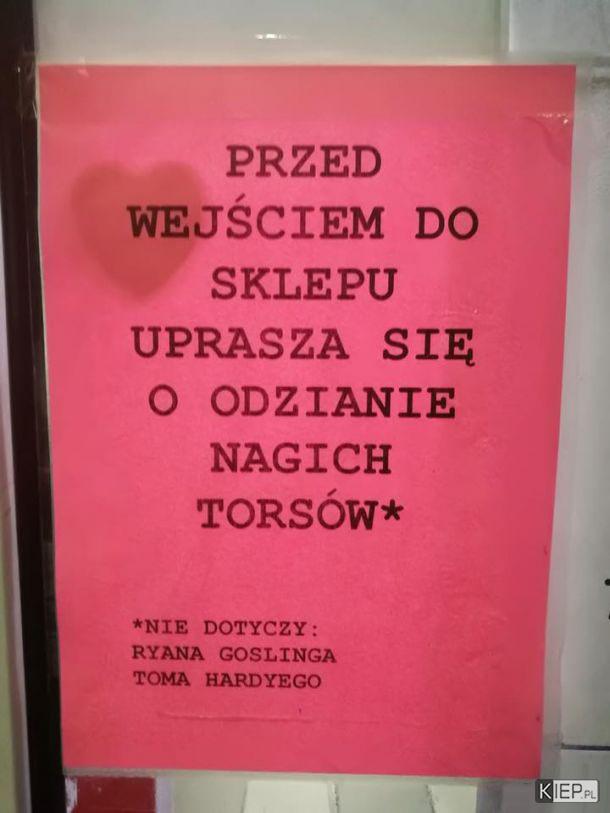 PRZED
WEJŚCIEM DO
SKLEPU
UPRASZA SIĘ
O ODZIANIE
NAGICH
TORSÓW*
*NIE DOTYCZY:
RYANA GOSLINGA
TOMA HARDYEGO
KIEP.PL